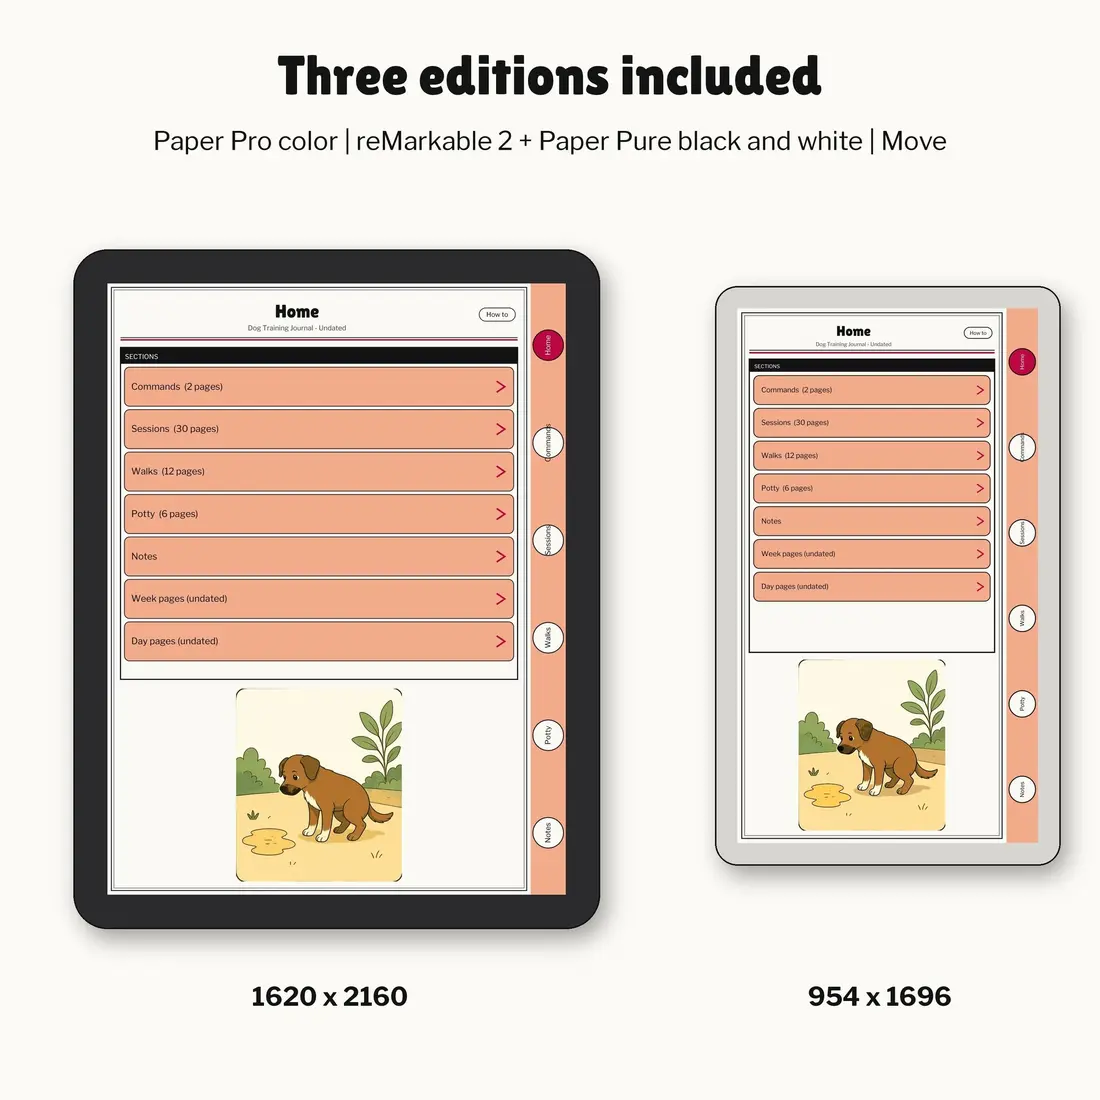 Three editions included
Paper Pro color | reMarkable 2 + Paper Pure black and white | Move
Home
Dog Training Journal - Undated
How to
SECTIONS
Commands (2 pages)
Sessions (30 pages)
Walks (12 pages)
Potty (6 pages)
Notes
Week pages (undated)
Day pages (undated)
Home
Commands
Sessions
Walks
Potty
Notes
1620 x 2160
Home
Dog Training Journal - Undated
How to
SECTIONS
Commands (2 pages)
Sessions (30 pages)
Walks (12 pages)
Potty (6 pages)
Notes
Week pages (undated)
Day pages (undated)
Home
Commands
Sessions
Walks
Potty
Notes
954 x 1696